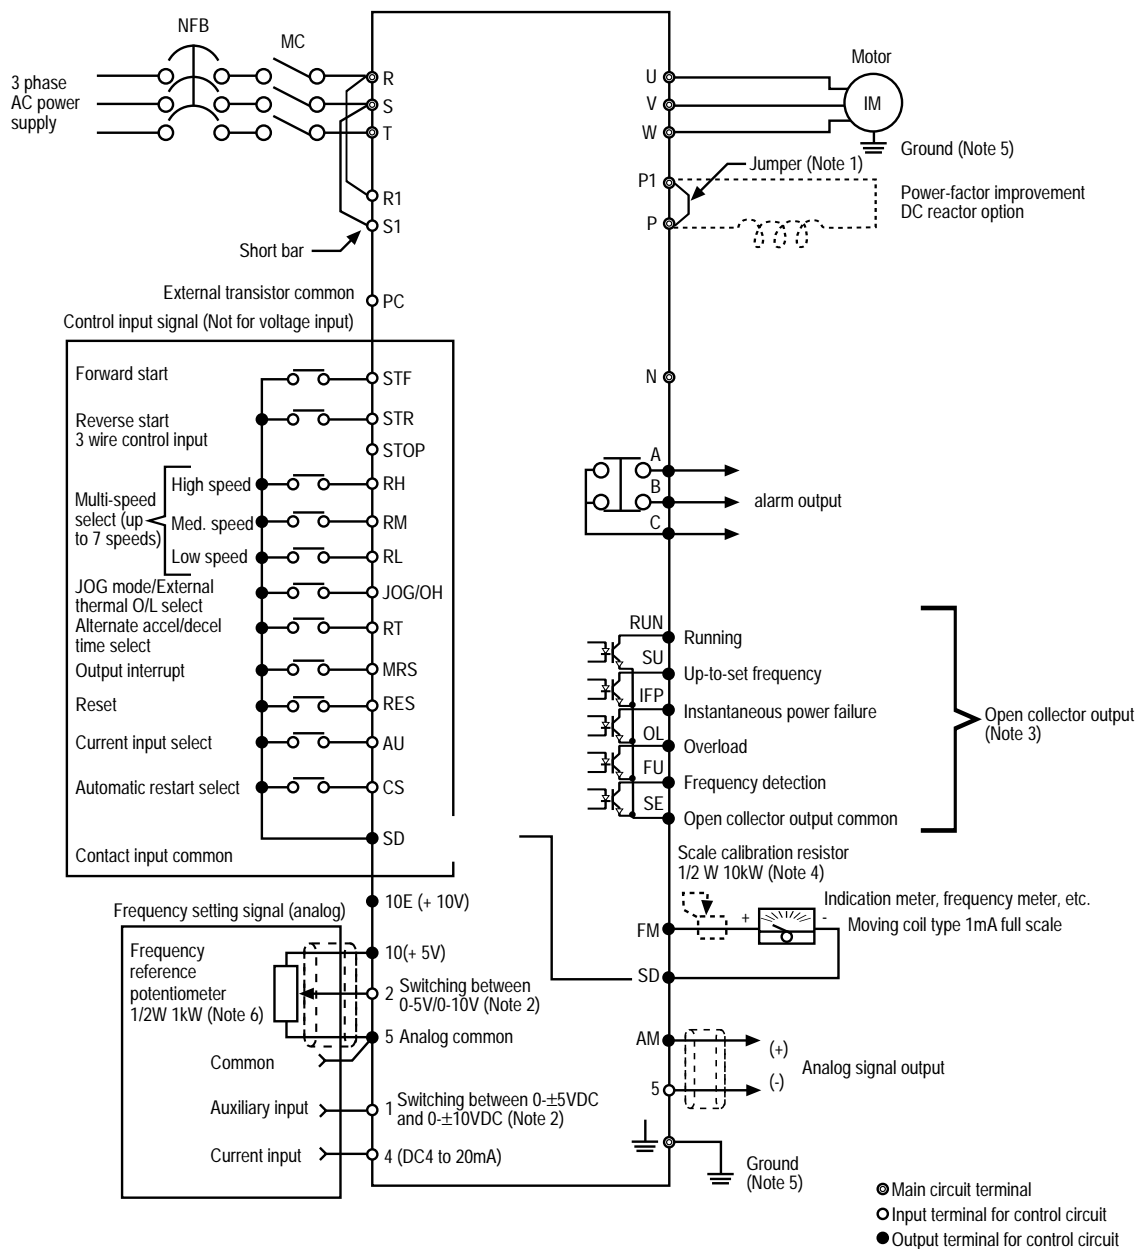 NFB
MC
3 phase
AC power
supply
R
S
T
R1
S1
Short bar
External transistor common
PC
Control input signal (Not for voltage input)
Forward start
STF
Reverse start
3 wire control input
STR
STOP
Multi-speed
select (up
to 7 speeds)
High speed
RH
Med. speed
RM
Low speed
RL
JOG mode/External
thermal O/L select
JOG/OH
Alternate accel/decel
time select
RT
Output interrupt
MRS
Reset
RES
Current input select
AU
Automatic restart select
CS
SD
Contact input common
10E (+ 10V)
Frequency setting signal (analog)
Frequency
reference
potentiometer
1/2W 1kW (Note 6)
10(+ 5V)
2 Switching between
0-5V/0-10V (Note 2)
5 Analog common
Common
Auxiliary input
1 Switching between 0-±5VDC
and 0-±10VDC (Note 2)
Current input
4 (DC4 to 20mA)
U
V
W
Motor
IM
Ground (Note 5)
P1
Jumper (Note 1)
P
Power-factor improvement
DC reactor option
N
A
B
C
alarm output
RUN
Running
SU
Up-to-set frequency
IFP
Instantaneous power failure
OL
Overload
FU
Frequency detection
SE
Open collector output common
Open collector output
(Note 3)
Scale calibration resistor
1/2 W 10kW (Note 4)
Indication meter, frequency meter, etc.
FM
+
-
Moving coil type 1mA full scale
SD
AM
(+)
5
(-)
Analog signal output
Ground
(Note 5)
Main circuit terminal
Input terminal for control circuit
Output terminal for control circuit